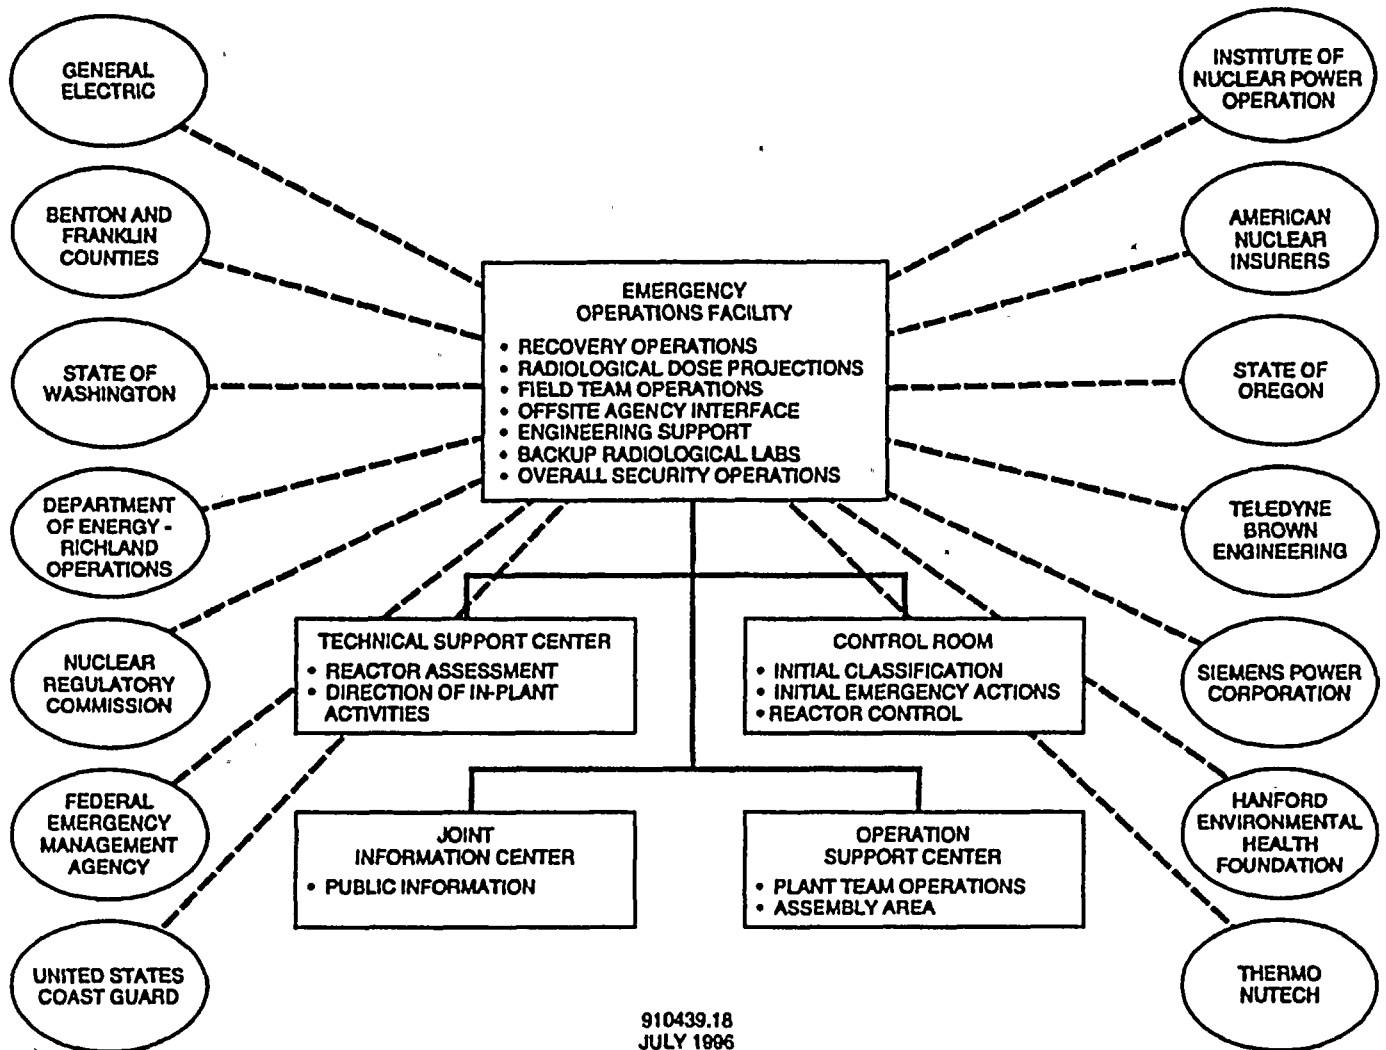 GENERAL
ELECTRIC
BENTON AND
FRANKLIN
COUNTIES
STATE OF
WASHINGTON
DEPARTMENT
OF ENERGY -
RICHLAND
OPERATIONS
NUCLEAR
REGULATORY
COMMISSION
FEDERAL
EMERGENCY
MANAGEMENT
AGENCY
UNITED STATES
COAST GUARD
EMERGENCY
OPERATIONS FACILITY
• RECOVERY OPERATIONS
• RADIOLOGICAL DOSE PROJECTIONS
• FIELD TEAM OPERATIONS
• OFFSITE AGENCY INTERFACE
• ENGINEERING SUPPORT
• BACKUP RADIOLOGICAL LABS
• OVERALL SECURITY OPERATIONS
TECHNICAL SUPPORT CENTER
• REACTOR ASSESSMENT
• DIRECTION OF IN-PLANT
ACTIVITIES
CONTROL ROOM
• INITIAL CLASSIFICATION
• INITIAL EMERGENCY ACTIONS
• REACTOR CONTROL
JOINT
INFORMATION CENTER
• PUBLIC INFORMATION
OPERATION
SUPPORT CENTER
• PLANT TEAM OPERATIONS
• ASSEMBLY AREA
INSTITUTE OF
NUCLEAR POWER
OPERATION
AMERICAN
NUCLEAR
INSURERS
STATE OF
OREGON
TELEDYNE
BROWN
ENGINEERING
SIEMENS POWER
CORPORATION
HANFORD
ENVIRONMENTAL
HEALTH
FOUNDATION
THERMO
NUTECH
910439.18
JULY 1996